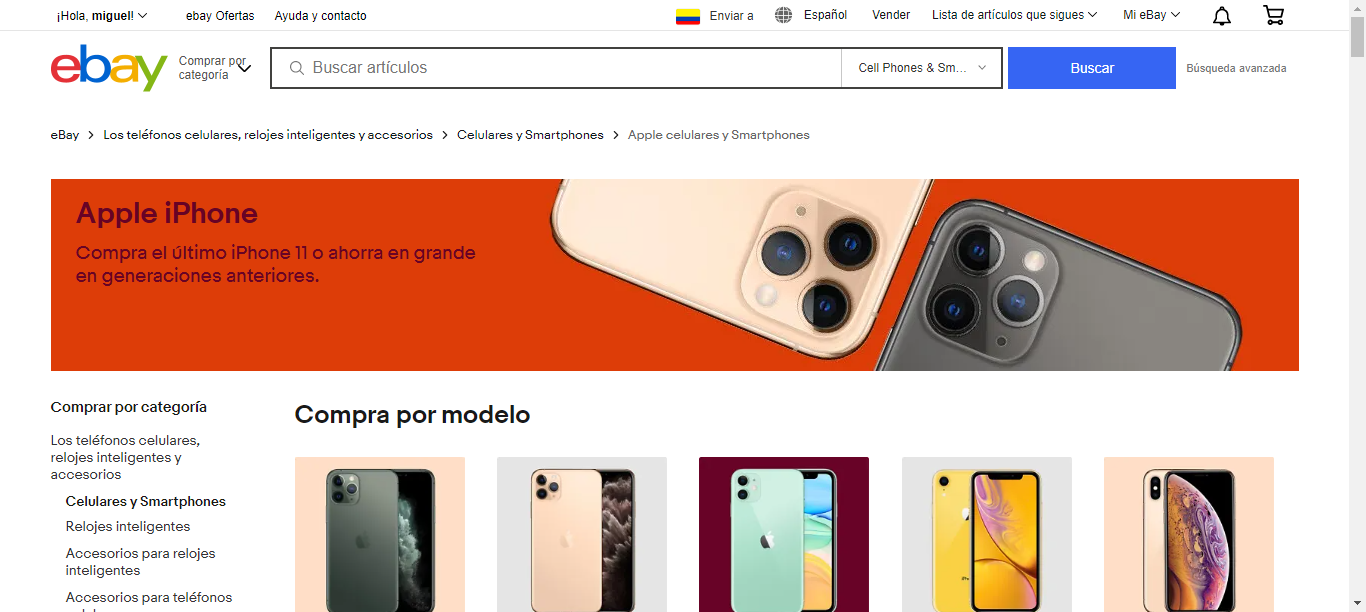 ¡Hola, miguel!
ebay Ofertas
Ayuda y contacto
Enviar a
Español
Vender
Lista de artículos que sigues
Mi eBay
ebay
Comprar por
categoría
Buscar artículos
Cell Phones & Sm...
Buscar
Búsqueda avanzada
eBay > Los teléfonos celulares, relojes inteligentes y accesorios > Celulares y Smartphones > Apple celulares y Smartphones
Apple iPhone
Compra el último iPhone 11 o ahorra en grande
en generaciones anteriores.
Comprar por categoría
Los teléfonos celulares,
relojes inteligentes y
accesorios
Celulares y Smartphones
Relojes inteligentes
Accesorios para relojes
inteligentes
Accesorios para teléfonos
Compra por modelo